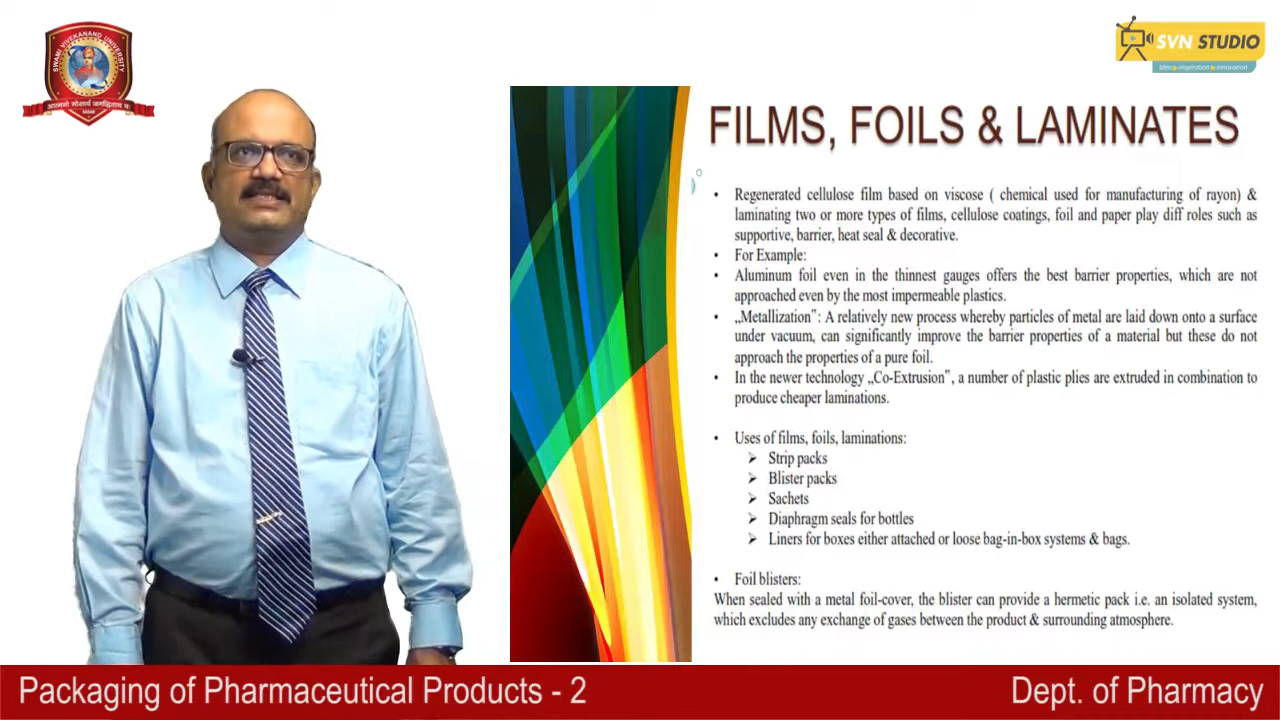 SWAMI VIVEKANAND UNIVERSITY
SVN STUDIO
idea inspiration innovation
FILMS, FOILS & LAMINATES
• Regenerated cellulose film based on viscose ( chemical used for manufacturing of rayon) &
laminating two or more types of films, cellulose coatings, foil and paper play diff roles such as
supportive, barrier, heat seal & decorative.
• For Example:
• Aluminum foil even in the thinnest gauges offers the best barrier properties, which are not
approached even by the most impermeable plastics.
• „Metallization‟: A relatively new process whereby particles of metal are laid down onto a surface
under vacuum, can significantly improve the barrier properties of a material but these do not
approach the properties of a pure foil.
• In the newer technology „Co-Extrusion‟, a number of plastic plies are extruded in combination to
produce cheaper laminations.
• Uses of films, foils, laminations:
➢ Strip packs
➢ Blister packs
➢ Sachets
➢ Diaphragm seals for bottles
➢ Liners for boxes either attached or loose bag-in-box systems & bags.
• Foil blisters:
When sealed with a metal foil-cover, the blister can provide a hermetic pack i.e. an isolated system,
which excludes any exchange of gases between the product & surrounding atmosphere.
Packaging of Pharmaceutical Products - 2
Dept. of Pharmacy